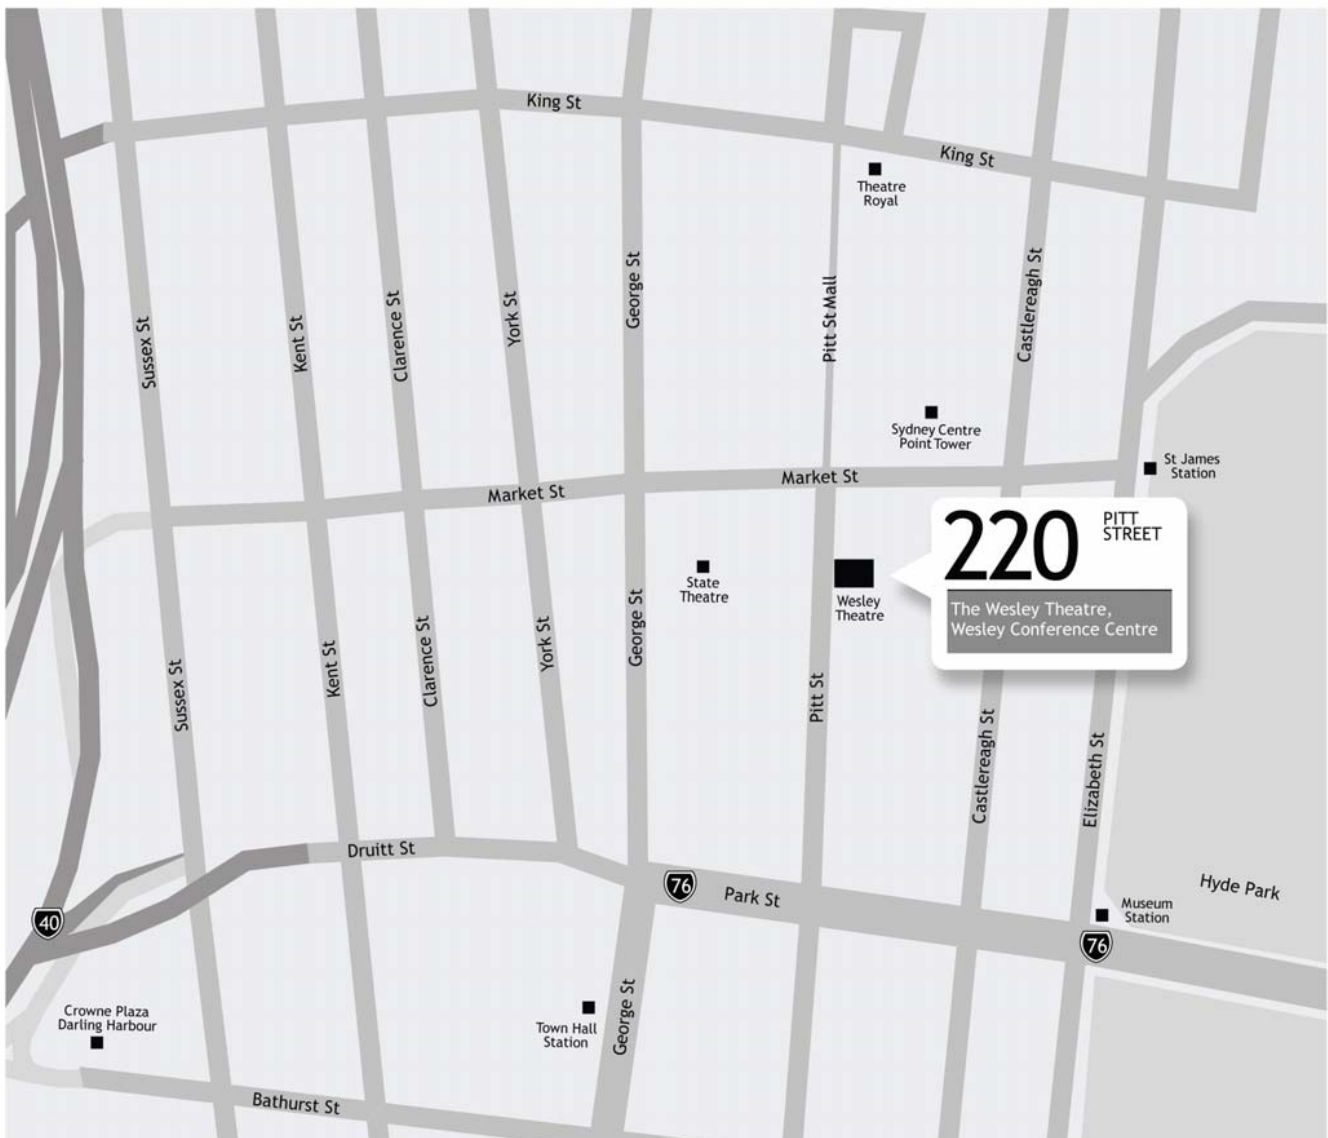 King St
King St
Theatre
Royal
Sussex St
Kent St
Clarence St
York St
George St
Pitt St Mall
Castlereagh St
Sydney Centre
Point Tower
St James
Station
Market St
Market St
220
PITT
STREET
The Wesley Theatre,
Wesley Conference Centre
State
Theatre
Wesley
Theatre
Sussex St
Kent St
Clarence St
York St
George St
Pitt St
Castlereagh St
Elizabeth St
Druitt St
76
Park St
Hyde Park
Museum
Station
76
40
Crowne Plaza
Darling Harbour
Town Hall
Station
George St
Bathurst St